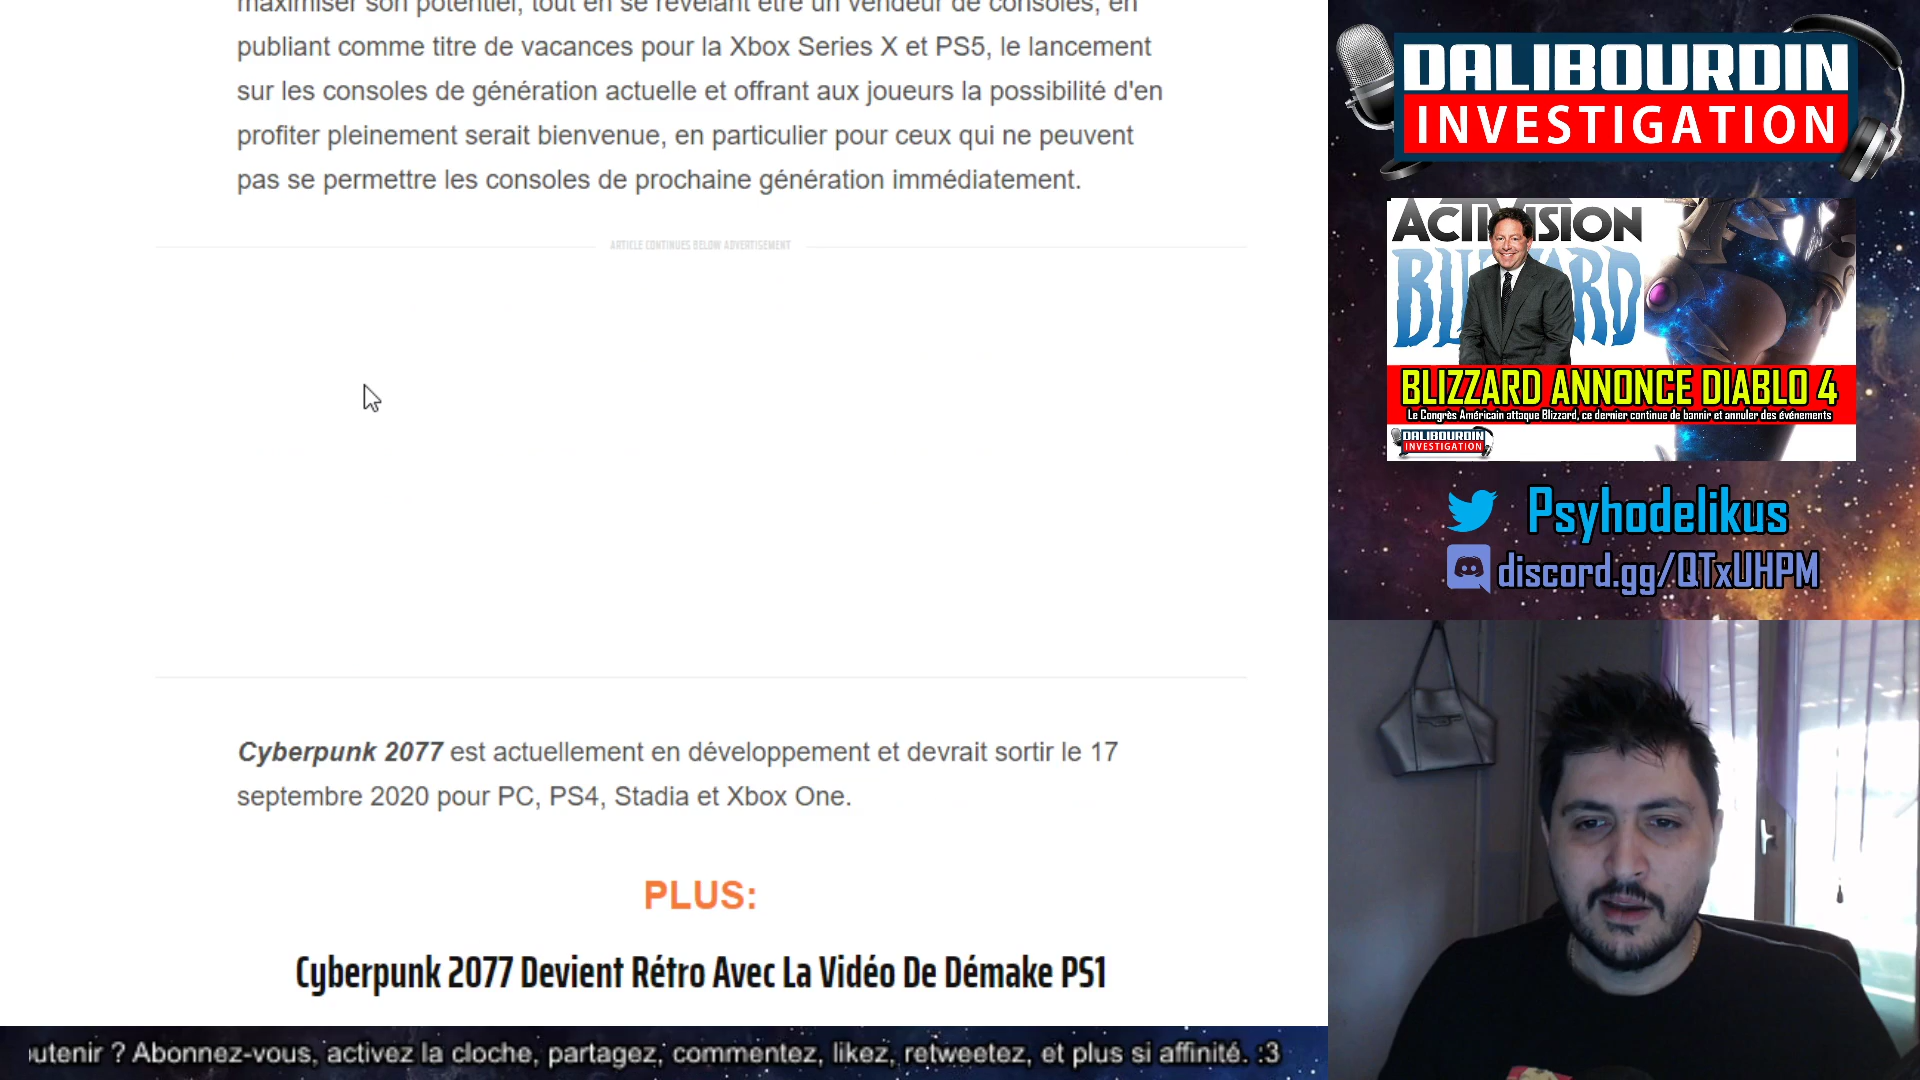 maximiser son potentiel, tout en se révélant être un vendeur de consoles, en
publiant comme titre de vacances pour la Xbox Series X et PS5, le lancement
sur les consoles de génération actuelle et offrant aux joueurs la possibilité d'en
profiter pleinement serait bienvenue, en particulier pour ceux qui ne peuvent
pas se permettre les consoles de prochaine génération immédiatement.
ARTICLE CONTINUES BELOW ADVERTISEMENT
Cyberpunk 2077 est actuellement en développement et devrait sortir le 17
septembre 2020 pour PC, PS4, Stadia et Xbox One.
PLUS:
Cyberpunk 2077 Devient Rétro Avec La Vidéo De Démake PS1
outenir ? Abonnez-vous, activez la cloche, partagez, commentez, likez, retweetez, et plus si affinité. :3
DALIBOURDIN
INVESTIGATION
ACTIVISION
BLIZZARD ANNONCE DIABLO 4
Le Congrès Américain attaque Blizzard, ce dernier continue de bannir et annuler des événements
DALIBOURDIN
INVESTIGATION
Psyhodelikus
discord.gg/QTxUHPM